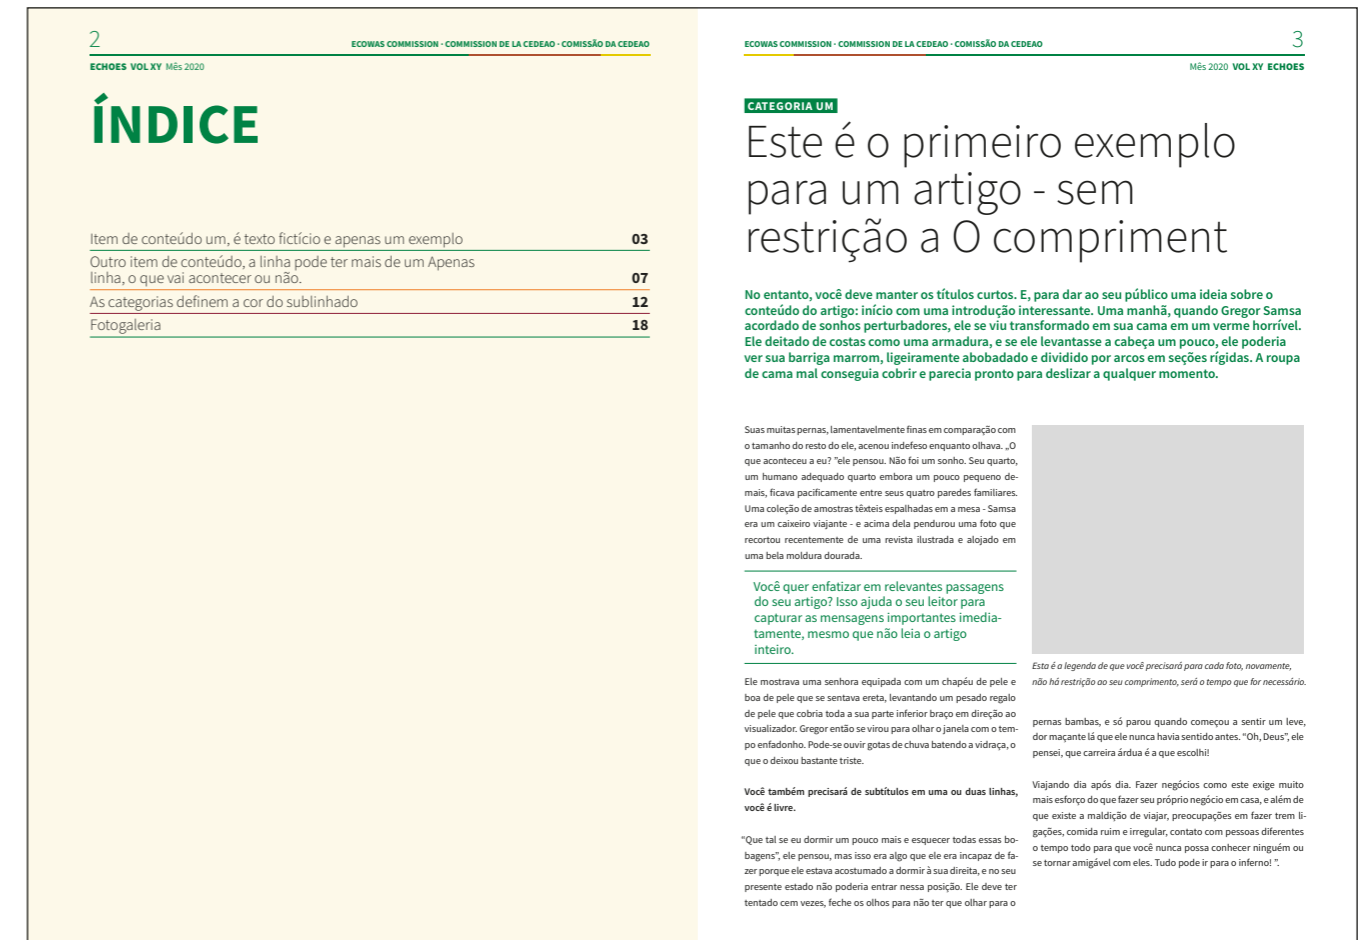 2
ECOWAS COMMISSION - COMMISSION DE LA CEDEAO - COMISSÃO DA CEDEAO
ECHOES VOL XY Mês 2020
ÍNDICE
Item de conteúdo um, é texto fictício e apenas um exemplo 03
Outro item de conteúdo, a linha pode ter mais de um Apenas
linha, o que vai acontecer ou não. 07
As categorias definem a cor do sublinhado 12
Fotogaleria 18
ECOWAS COMMISSION - COMMISSION DE LA CEDEAO - COMISSÃO DA CEDEAO
3
Mês 2020 VOL XY ECHOES
CATEGORIA UM
Este é o primeiro exemplo
para um artigo - sem
restrição a O compriment
No entanto, você deve manter os títulos curtos. E, para dar ao seu público uma ideia sobre o
conteúdo do artigo: início com uma introdução interessante. Uma manhã, quando Gregor Samsa
acordado de sonhos perturbadores, ele se viu transformado em sua cama em um verme horrível.
Ele deitado de costas como uma armadura, e se ele levantasse a cabeça um pouco, ele poderia
ver sua barriga marrom, ligeiramente abobadado e dividido por arcos em seções rígidas. A roupa
de cama mal conseguia cobrir e parecia pronto para deslizar a qualquer momento.
Suas muitas pernas, lamentavelmente finas em comparação com
o tamanho do resto do ele, acenou indefeso enquanto olhava. „O
que aconteceu a eu? ”ele pensou. Não foi um sonho. Seu quarto,
um humano adequado quarto embora um pouco pequeno de-
mais, ficava pacificamente entre seus quatro paredes familiares.
Uma coleção de amostras têxteis espalhadas em a mesa - Samsa
era um caixeiro viajante - e acima dela pendurou uma foto que
recortou recentemente de uma revista ilustrada e alojado em
uma bela moldura dourada.
Você quer enfatizar em relevantes passagens
do seu artigo? Isso ajuda o seu leitor para
capturar as mensagens importantes imedia-
tamente, mesmo que não leia o artigo
inteiro.
Ele mostrava uma senhora equipada com um chapéu de pele e
boa de pele que se sentava ereta, levantando um pesado regalo
de pele que cobria toda a sua parte inferior braço em direção ao
visualizador. Gregor então se virou para olhar o janela com o tem-
po enfadonho. Pode-se ouvir gotas de chuva batendo a vidraça, o
que o deixou bastante triste.
Você também precisará de subtítulos em uma ou duas linhas,
você é livre.
“Que tal se eu dormir um pouco mais e esquecer todas essas bo-
bagens”, ele pensou, mas isso era algo que ele era incapaz de fa-
zer porque ele estava acostumado a dormir à sua direita, e no seu
presente estado não poderia entrar nessa posição. Ele deve ter
tentado cem vezes, feche os olhos para não ter que olhar para o
Esta é a legenda de que você precisará para cada foto, novamente,
não há restrição ao seu comprimento, será o tempo que for necessário.
pernas bambas, e só parou quando começou a sentir um leve,
dor maçante lá que ele nunca havia sentido antes. “Oh, Deus”, ele
pensei, que carreira árdua é a que escolhi!
Viajando dia após dia. Fazer negócios como este exige muito
mais esforço do que fazer seu próprio negócio em casa, e além de
que existe a maldição de viajar, preocupações em fazer trem li-
gações, comida ruim e irregular, contato com pessoas diferentes
o tempo todo para que você nunca possa conhecer ninguém ou
se tornar amigável com eles. Tudo pode ir para o inferno! ”.